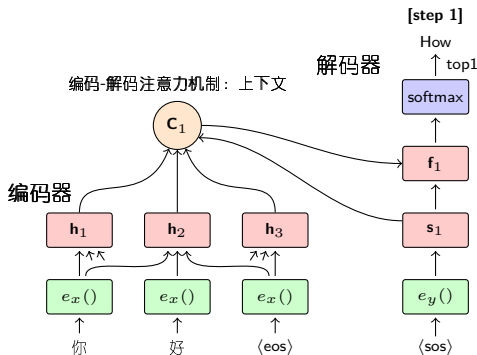 [step 1]
How
top1
解码器
softmax
编码-解码注意力机制：上下文
C₁
f₁
编码器
h₁ h₂ h₃ s₁
eₓ() eₓ() eₓ() e_y()
你 好 ⟨eos⟩ ⟨sos⟩